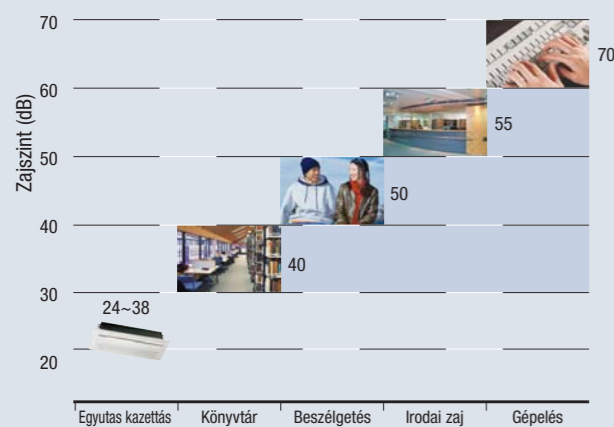 Zajszint (dB)
70
60
50
40
30
20
24~38
40
50
55
70
Egyutas kazettás
Könyvtár
Beszélgetés
Irodai zaj
Gépelés